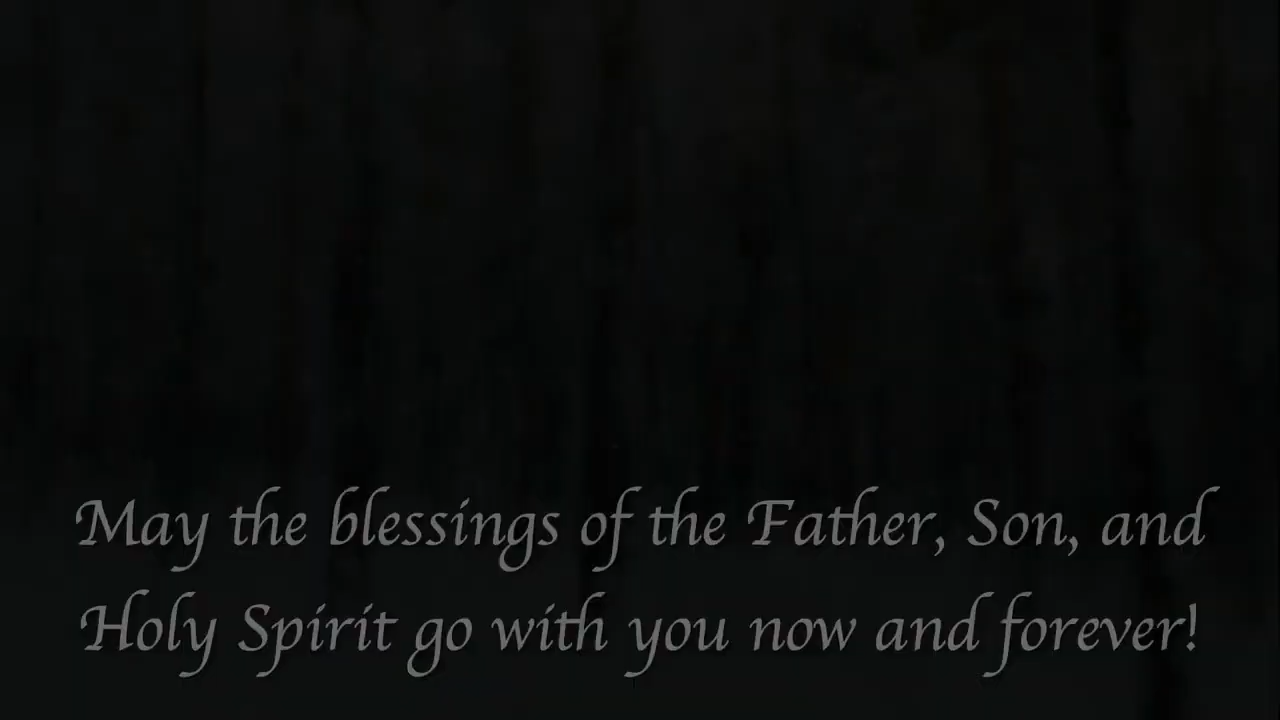 May the blessings of the Father, Son, and
Holy Spirit go with you now and forever!